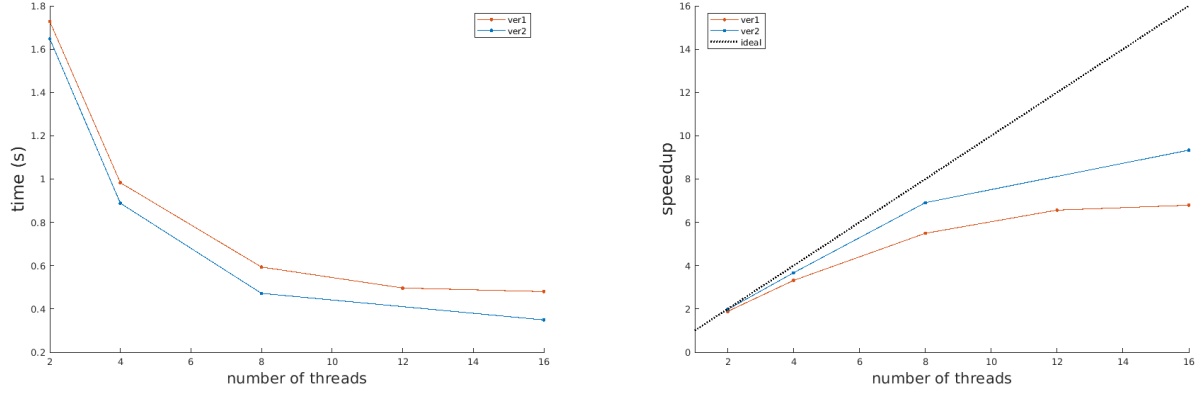 1.8
1.6
1.4
1.2
1
0.8
0.6
0.4
0.2
time (s)
ver1
ver2
2 4 6 8 10 12 14 16
number of threads
16
14
12
10
8
6
4
2
0
speedup
ver1
ver2
ideal
2 4 6 8 10 12 14 16
number of threads